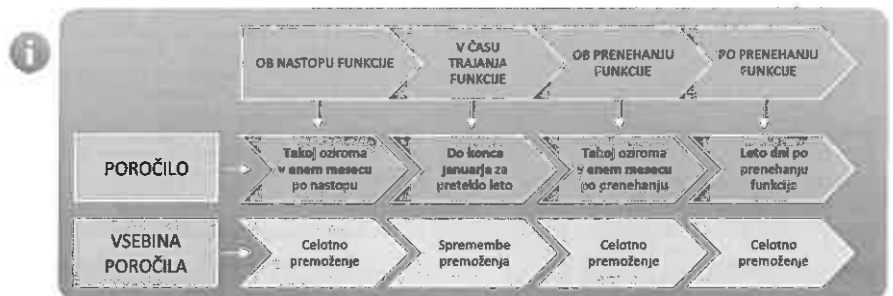 i
OB NASTOPU FUNKCIJE
V ČASU
TRAJANJA
FUNKCIJE
OB PRENEHANJU
FUNKCIJE
PO PRENEHANJU
FUNKCIJE
POROČILO
Takoj oziroma
v enem mesecu
po nastopu
Do konca
januarja za
preteklo leto
Takoj oziroma
v enem mesecu
po prenehanju
Leto dni po
prenehanju
funkcije
VSEBINA
POROČILA
Celotno
premoženje
Spremembe
premoženja
Celotno
premoženje
Celotno
premoženje